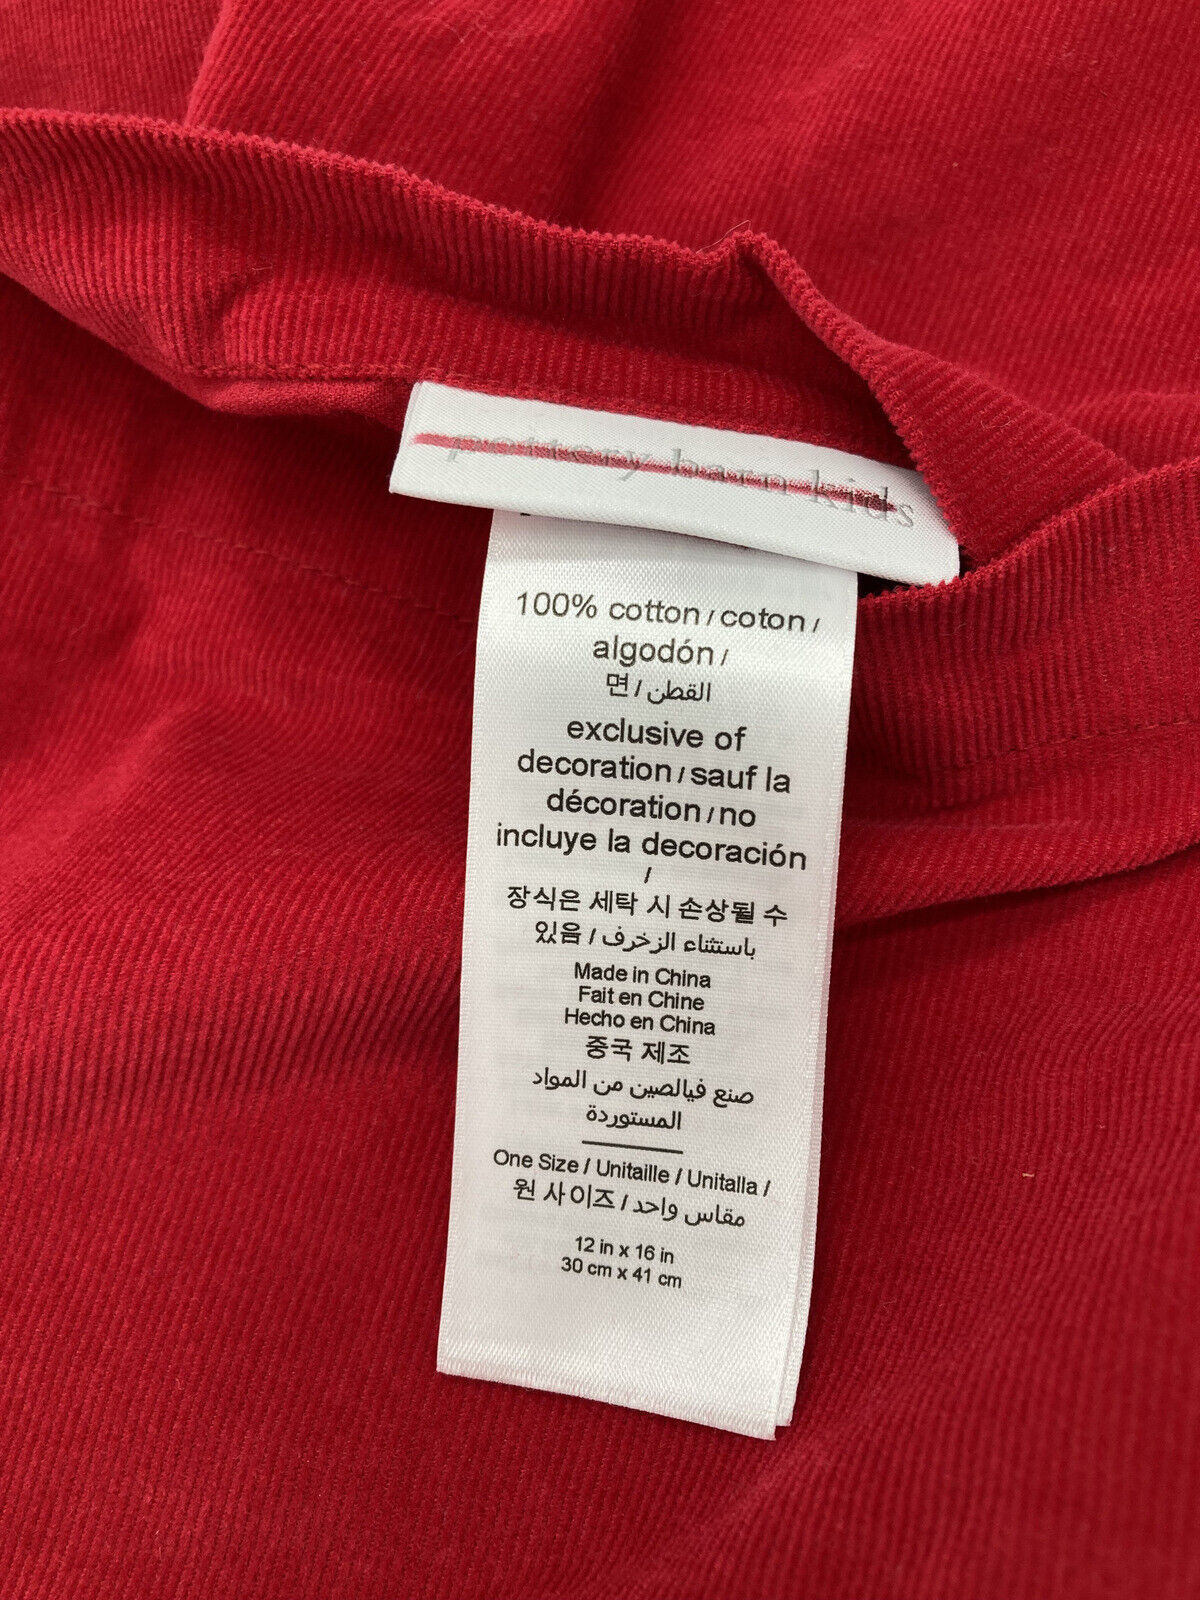 pottery barn kids
100% cotton / coton /
algodón /
면 / القطن
exclusive of
decoration / sauf la
décoration / no
incluye la decoración
/
장식은 세탁 시 손상될 수
있음 / باستثناء الزخرف
Made in China
Fait en Chine
Hecho en China
중국 제조
صنع فيالصين من المواد
المستوردة
One Size / Unitaille / Unitalla /
원 사이즈 / مقاس واحد
12 in x 16 in
30 cm x 41 cm